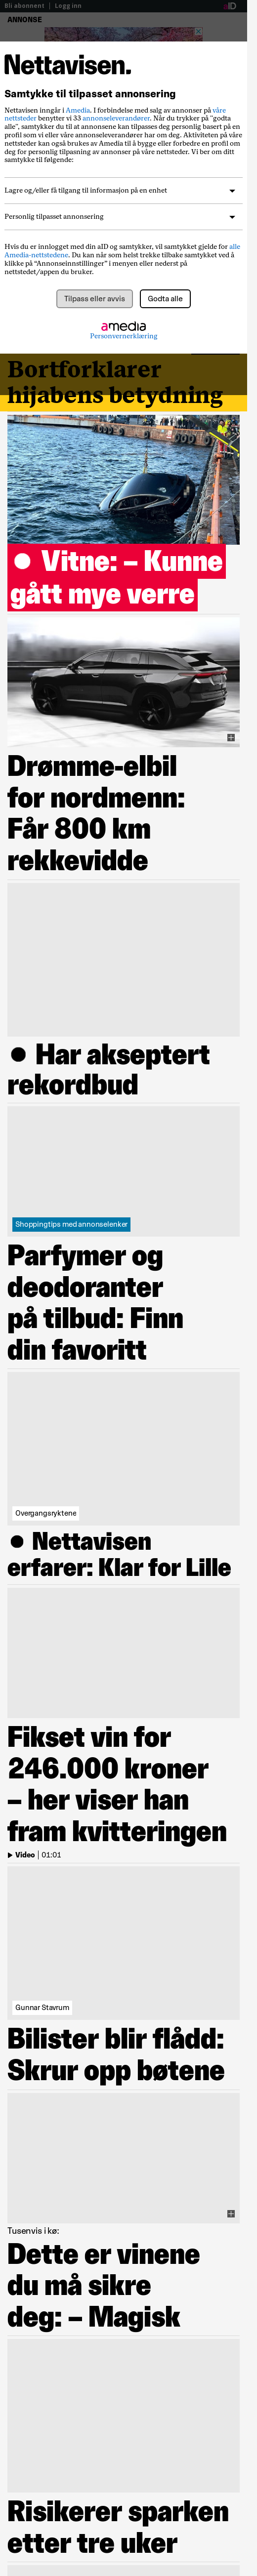 Bli abonnent | Logg inn
aID
ANNONSE
Nettavisen.
Samtykke til tilpasset annonsering
Nettavisen inngår i Amedia. I forbindelse med salg av annonser på våre
nettsteder benytter vi 33 annonseleverandører. Når du trykker på "godta
alle", samtykker du til at annonsene kan tilpasses deg personlig basert på en
profil som vi eller våre annonseleverandører har om deg. Aktiviteten på våre
nettsteder kan også brukes av Amedia til å bygge eller forbedre en profil om
deg for personlig tilpasning av annonser på våre nettsteder. Vi ber om ditt
samtykke til følgende:
Lagre og/eller få tilgang til informasjon på en enhet
Personlig tilpasset annonsering
Hvis du er innlogget med din aID og samtykker, vil samtykket gjelde for alle
Amedia-nettstedene. Du kan når som helst trekke tilbake samtykket ved å
klikke på “Annonseinnstillinger” i menyen eller nederst på
nettstedet/appen du bruker.
Tilpass eller avvis
Godta alle
amedia
Personvernerklæring
Bortforklarer
hijabens betydning
● Vitne: – Kunne
gått mye verre
Drømme-elbil
for nordmenn:
Får 800 km
rekkevidde
● Har akseptert
rekordbud
Shoppingtips med annonselenker
Parfymer og
deodoranter
på tilbud: Finn
din favoritt
Overgangsryktene
● Nettavisen
erfarer: Klar for Lille
Fikset vin for
246.000 kroner
– her viser han
fram kvitteringen
Video | 01:01
Gunnar Stavrum
Bilister blir flådd:
Skrur opp bøtene
Tusenvis i kø:
Dette er vinene
du må sikre
deg: – Magisk
Risikerer sparken
etter tre uker